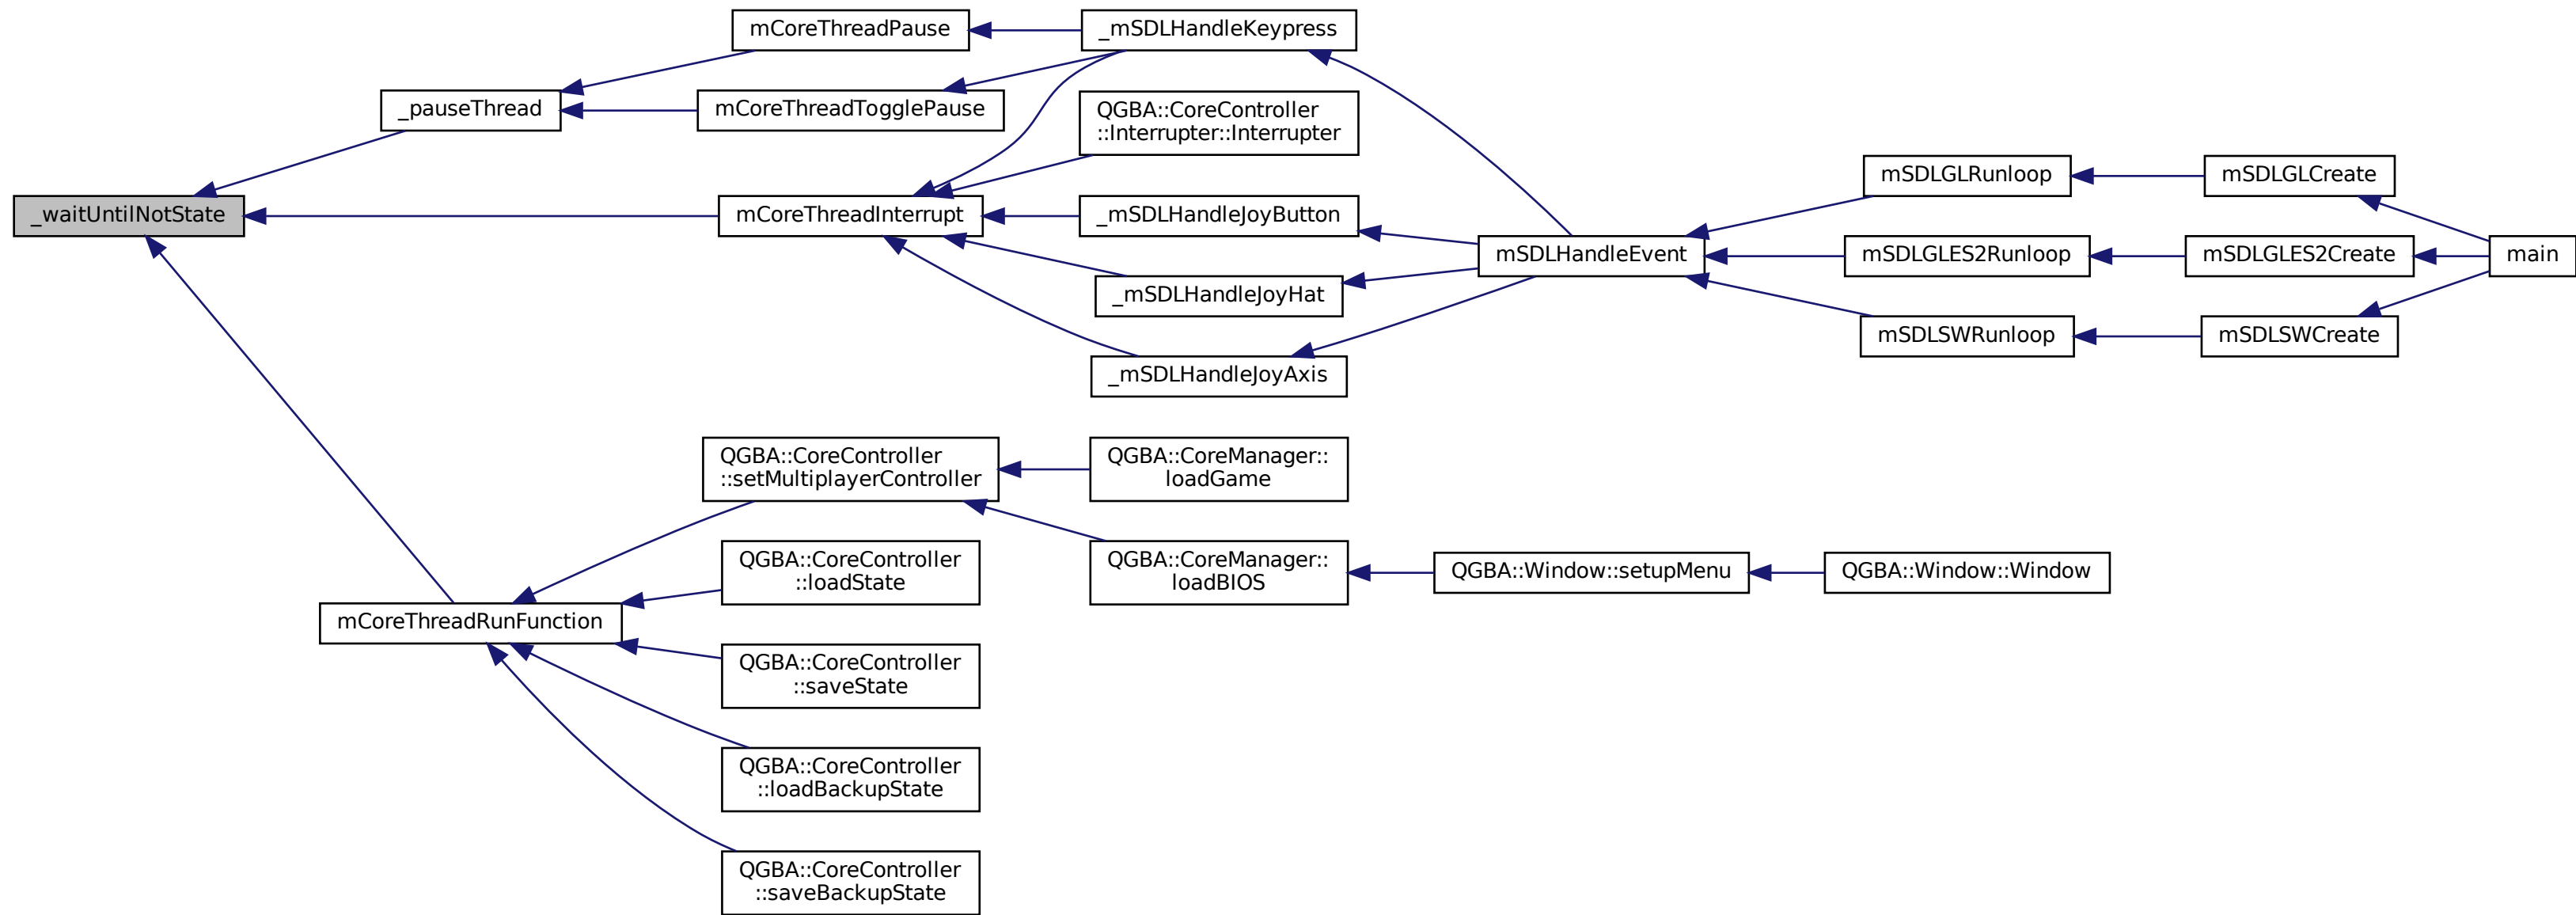 mCoreThreadPause
_mSDLHandleKeypress
_pauseThread
mCoreThreadTogglePause
QGBA::CoreController
::Interrupter::Interrupter
_waitUntilNotState
mCoreThreadInterrupt
_mSDLHandleJoyButton
_mSDLHandleJoyHat
_mSDLHandleJoyAxis
mSDLHandleEvent
mSDLGLRunloop
mSDLGLCreate
mSDLGLES2Runloop
mSDLGLES2Create
main
mSDLSWRunloop
mSDLSWCreate
QGBA::CoreController
::setMultiplayerController
QGBA::CoreManager::
loadGame
QGBA::CoreController
::loadState
QGBA::CoreManager::
loadBIOS
QGBA::Window::setupMenu
QGBA::Window::Window
mCoreThreadRunFunction
QGBA::CoreController
::saveState
QGBA::CoreController
::loadBackupState
QGBA::CoreController
::saveBackupState